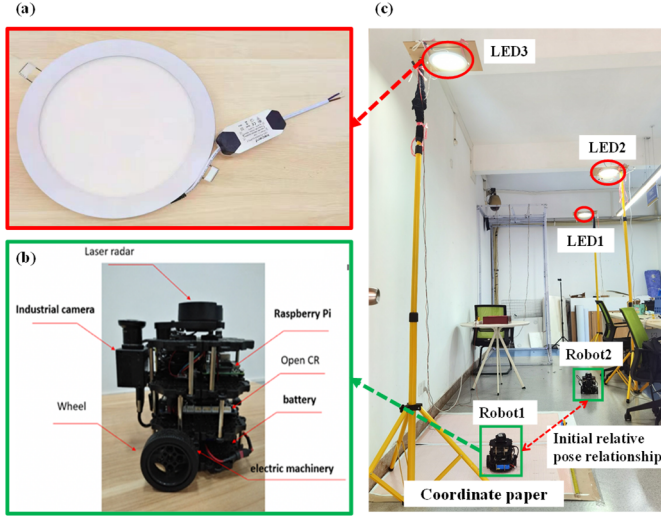 (a)
(b)
Laser radar
Industrial camera
Raspberry Pi
Open CR
Wheel
battery
electric machinery
(c)
LED3
LED2
LED1
Robot2
Robot1
Initial relative
pose relationship
Coordinate paper